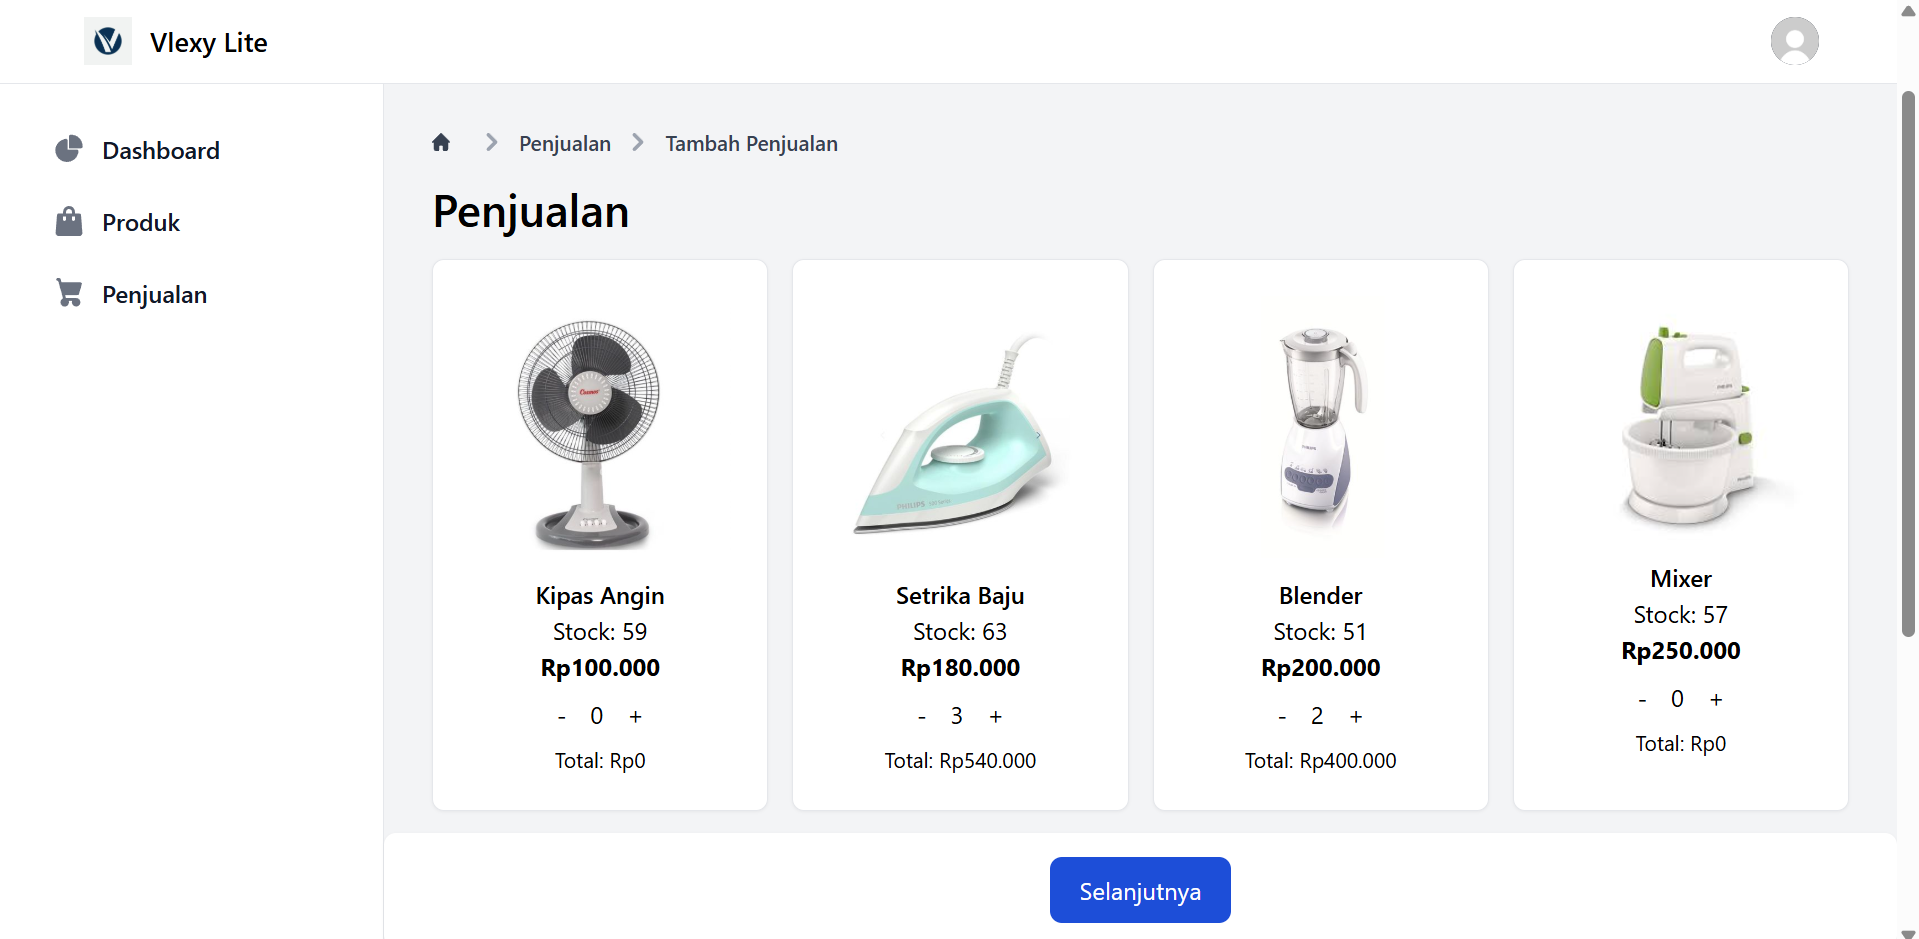 Vlexy Lite
Dashboard
Produk
Penjualan
Penjualan
Tambah Penjualan
Penjualan
Kipas Angin
Stock: 59
Rp100.000
- 0 +
Total: Rp0
PHILIPS
Setrika Baju
Stock: 63
Rp180.000
- 3 +
Total: Rp540.000
Blender
Stock: 51
Rp200.000
- 2 +
Total: Rp400.000
Mixer
Stock: 57
Rp250.000
- 0 +
Total: Rp0
Selanjutnya